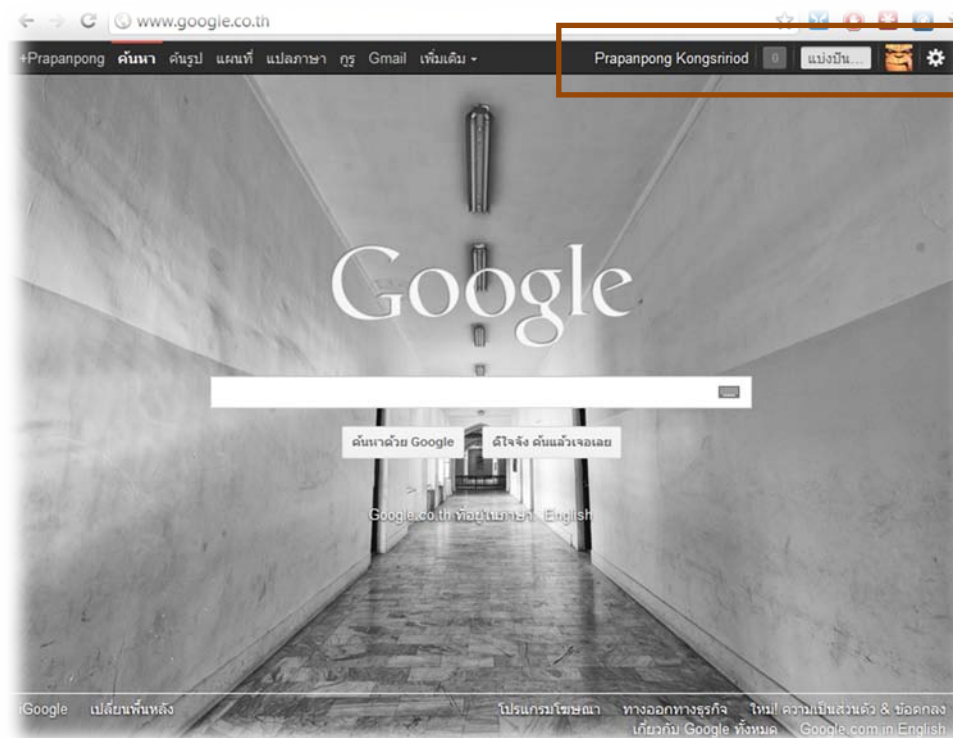 www.google.co.th
+Prapanpong ค้นหา ค้นรูป แผนที่ แปลภาษา กูรู Gmail เพิ่มเติม Prapanpong Kongsririod 0 แบ่งปัน...
Google
ค้นหาด้วย Google ดีใจจัง ค้นแล้วเจอเลย
Google.co.th ที่อยู่ในภาษา: English
iGoogle เปลี่ยนพื้นหลัง โปรแกรมโฆษณา ทางออกทางธุรกิจ ใหม่! ความเป็นส่วนตัว & ข้อตกลง
เกี่ยวกับ Google ทั้งหมด Google.com in English